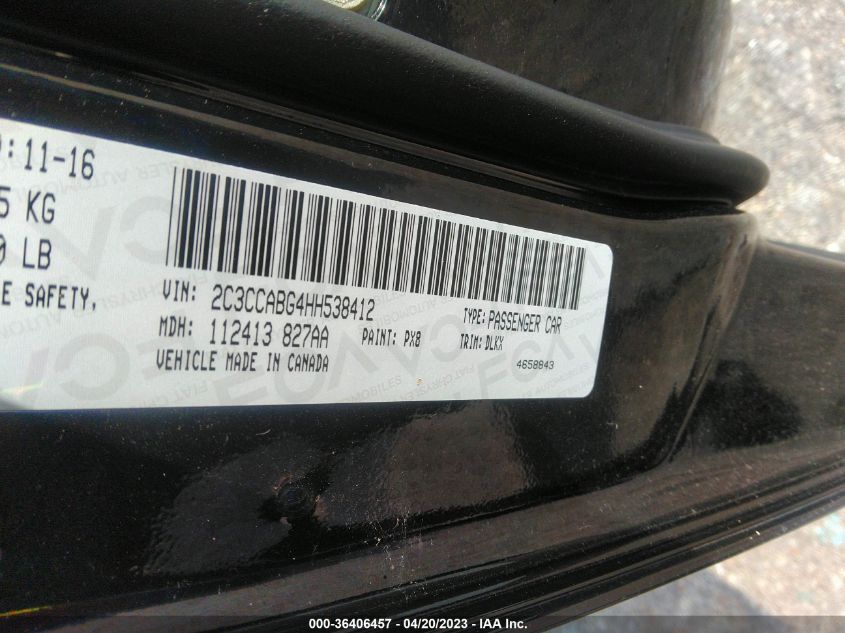 : 11-16
5 KG
0 LB
E SAFETY,
VIN: 2C3CCABG4HH538412
TYPE: PASSENGER CAR
MDH: 112413 827AA
PAINT: PX8
TRIM: DLKX
VEHICLE MADE IN CANADA
4658843
000-36406457 - 04/20/2023 - IAA Inc.